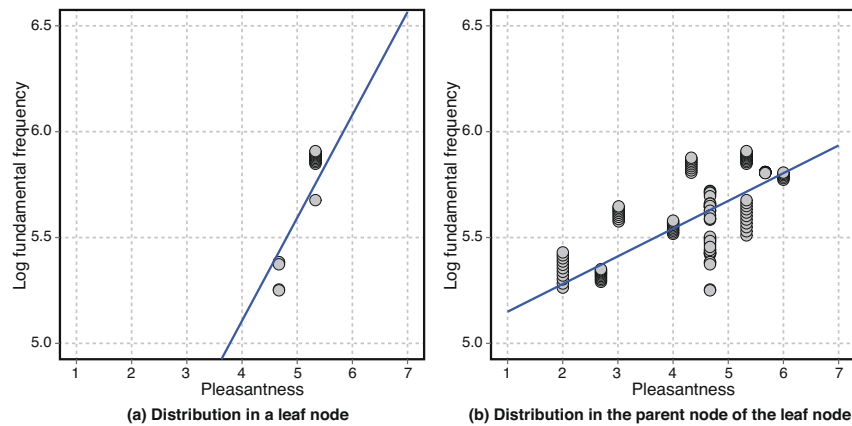 6.5
6.0
5.5
5.0
Log fundamental frequency
1 2 3 4 5 6 7
Pleasantness
(a) Distribution in a leaf node
6.5
6.0
5.5
5.0
Log fundamental frequency
1 2 3 4 5 6 7
Pleasantness
(b) Distribution in the parent node of the leaf node